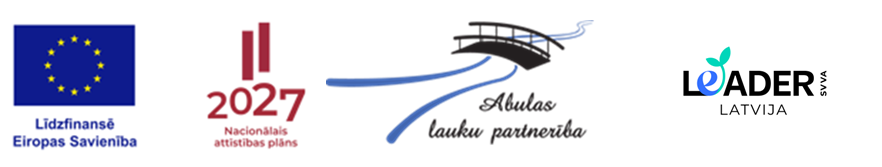 Līdzfinansē
Eiropas Savienība
2027
Nacionālais
attīstības plāns
Abulas
lauku partnerība
LEADER
SVVA
LATVIJA